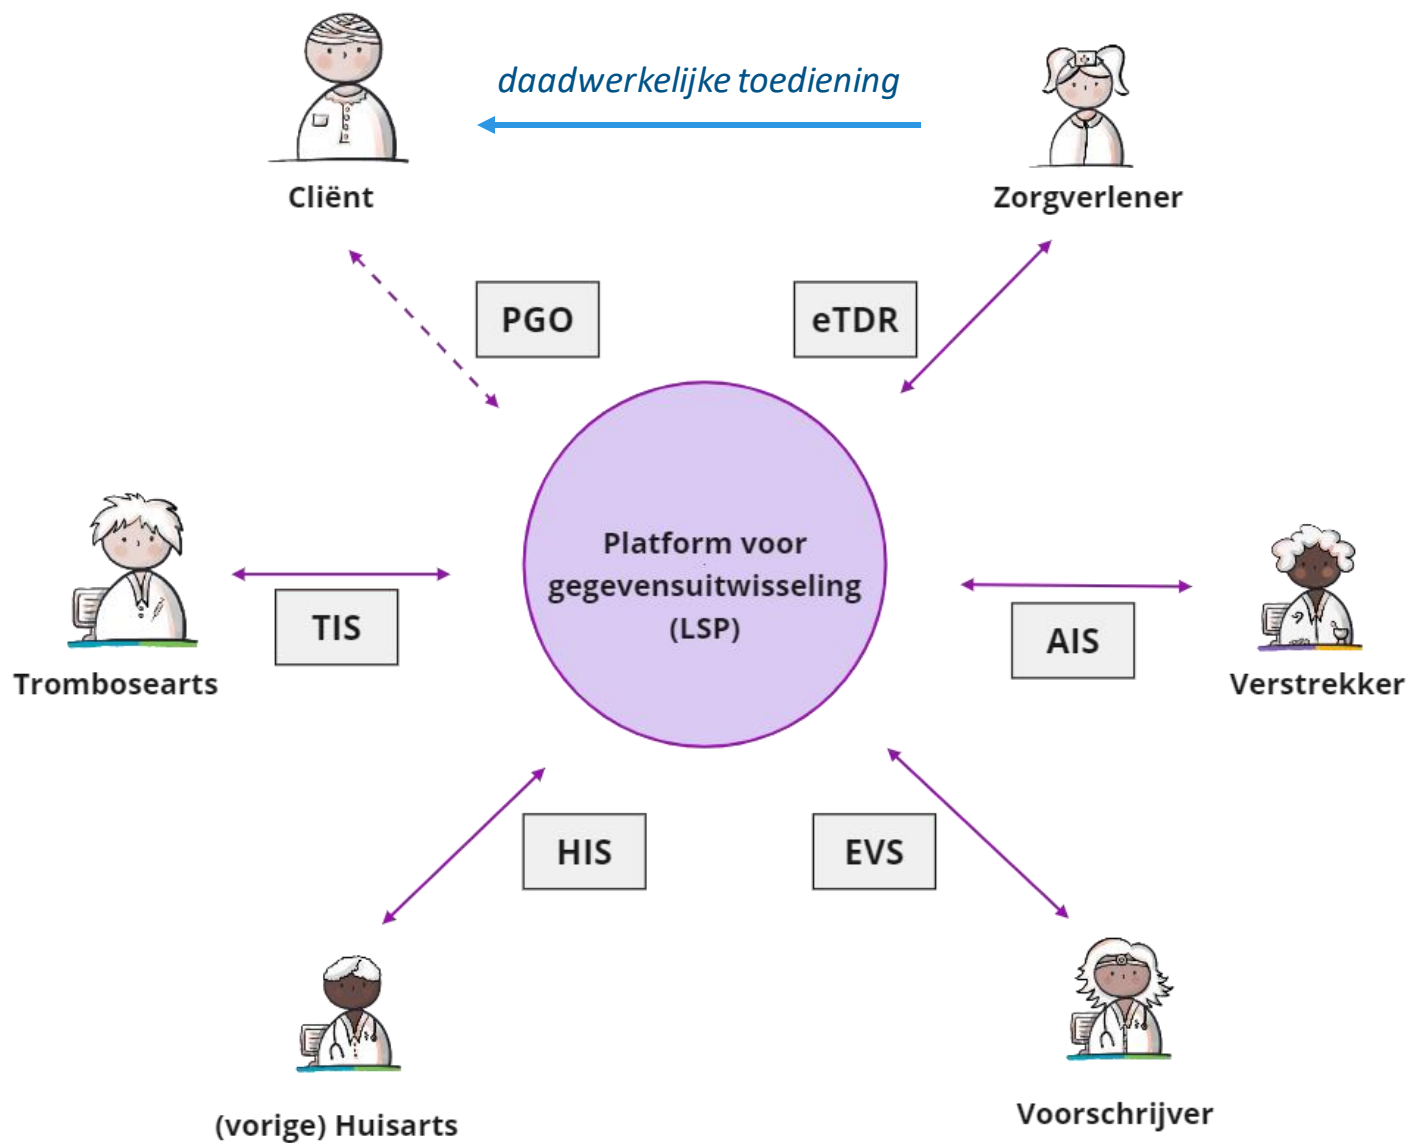 daadwerkelijke toediening
Cliënt
Zorgverlener
PGO
eTDR
Platform voor
gegevensuitwisseling
(LSP)
TIS
Trombosearts
AIS
Verstrekker
HIS
EVS
(vorige) Huisarts
Voorschrijver